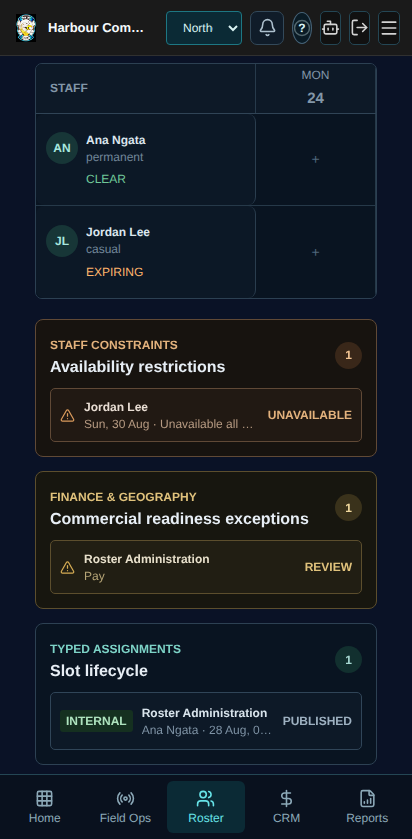 Harbour Com…
North
?
STAFF
MON
24
AN
Ana Ngata
permanent
CLEAR
+
JL
Jordan Lee
casual
EXPIRING
+
STAFF CONSTRAINTS
Availability restrictions
1
Jordan Lee
Sun, 30 Aug · Unavailable all …
UNAVAILABLE
FINANCE & GEOGRAPHY
Commercial readiness exceptions
1
Roster Administration
Pay
REVIEW
TYPED ASSIGNMENTS
Slot lifecycle
1
INTERNAL
Roster Administration
Ana Ngata · 28 Aug, 0…
PUBLISHED
Home
Field Ops
Roster
CRM
Reports